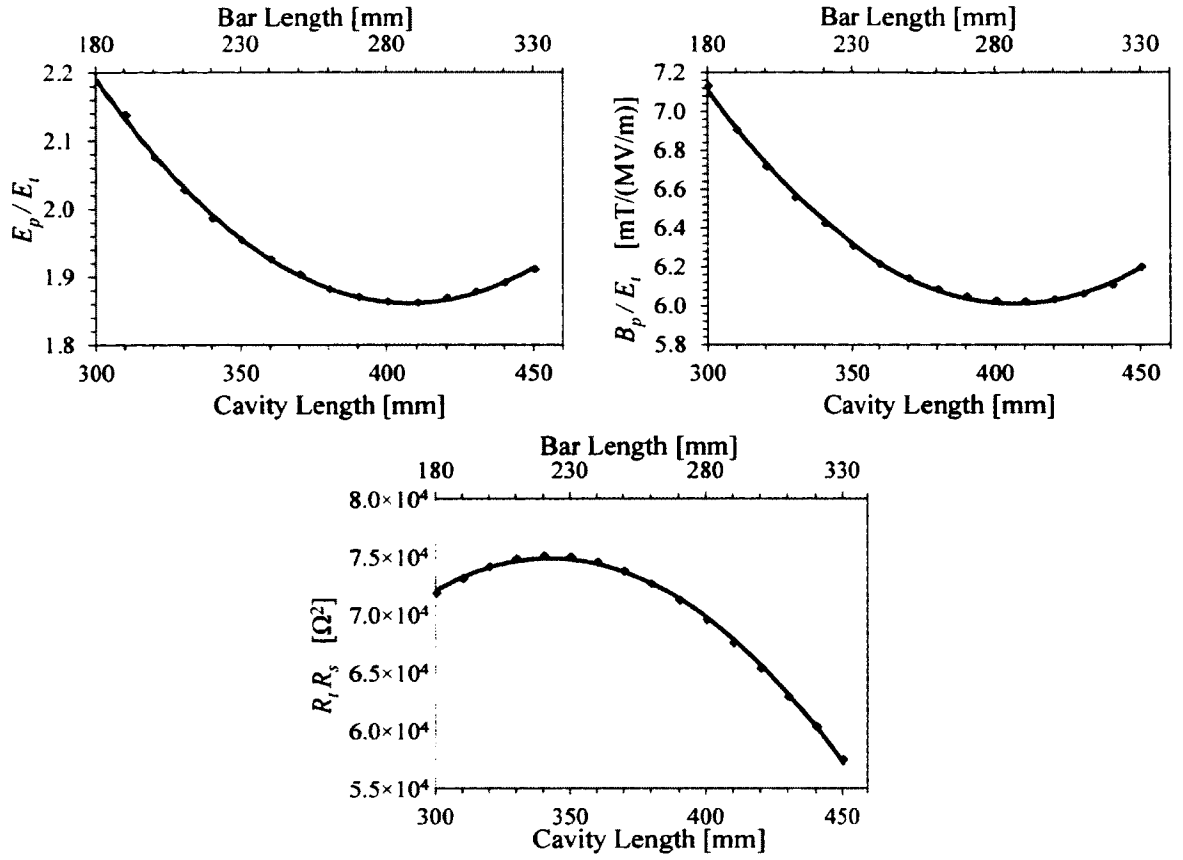 Bar Length [mm]
180 230 280 330
2.2
2.1
2.0
1.9
1.8
E_p / E_t
300 350 400 450
Cavity Length [mm]
Bar Length [mm]
180 230 280 330
7.2
7.0
6.8
6.6
6.4
6.2
6.0
5.8
B_p / E_t [mT/(MV/m)]
300 350 400 450
Cavity Length [mm]
Bar Length [mm]
180 230 280 330
8.0×10⁴
7.5×10⁴
7.0×10⁴
6.5×10⁴
6.0×10⁴
5.5×10⁴
R_t R_s [Ω²]
300 350 400 450
Cavity Length [mm]